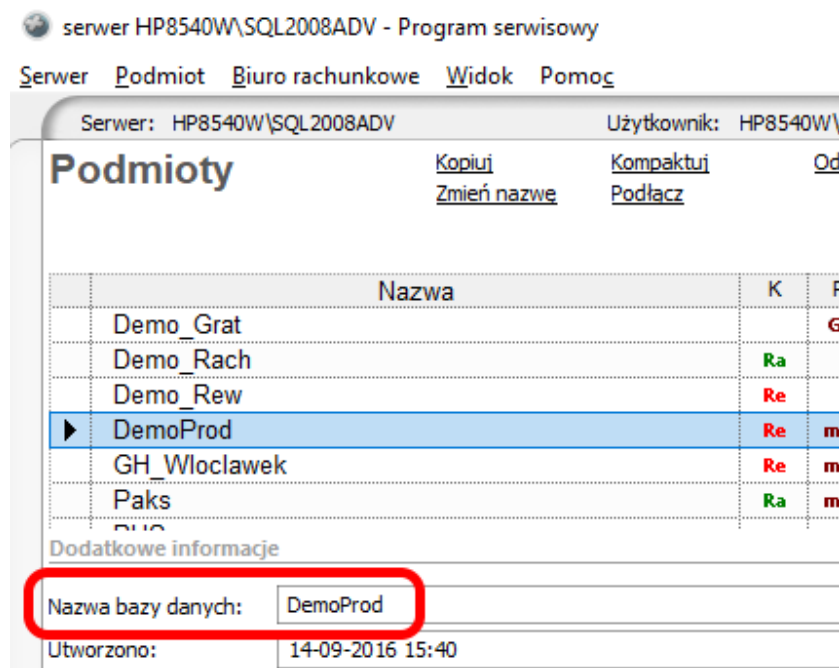 serwer HP8540W\SQL2008ADV - Program serwisowy
Serwer Podmiot Biuro rachunkowe Widok Pomoc
Serwer: HP8540W\SQL2008ADV Użytkownik: HP8540W\
Podmioty Kopiuj Kompaktuj
Zmień nazwę Podłącz
Nazwa K
Demo_Grat
Demo_Rach Ra
Demo_Rew Re
DemoProd Re
GH_Wloclawek Re
Paks Ra
Dodatkowe informacje
Nazwa bazy danych: DemoProd
Utworzono: 14-09-2016 15:40